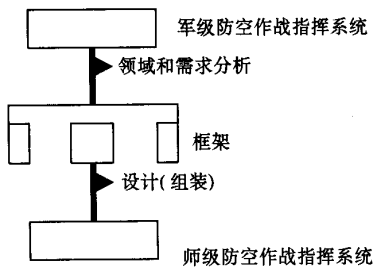 军级防空作战指挥系统
领域和需求分析
框架
设计(组装)
师级防空作战指挥系统